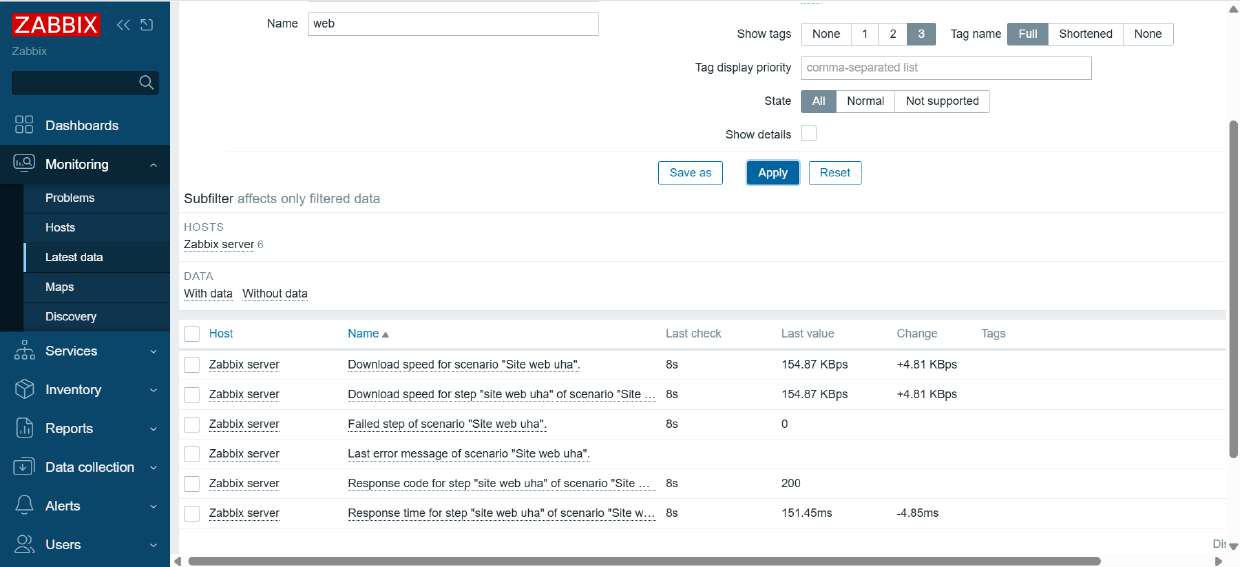 ZABBIX
Zabbix
Dashboards
Monitoring
Problems
Hosts
Latest data
Maps
Discovery
Services
Inventory
Reports
Data collection
Alerts
Users
Name web
Show tags None 1 2 3 Tag name Full Shortened None
Tag display priority comma-separated list
State All Normal Not supported
Show details
Save as Apply Reset
Subfilter affects only filtered data
HOSTS
Zabbix server 6
DATA
With data Without data
Host Name Last check Last value Change Tags
Zabbix server Download speed for scenario "Site web uha". 8s 154.87 KBps +4.81 KBps
Zabbix server Download speed for step "site web uha" of scenario "Site ... 8s 154.87 KBps +4.81 KBps
Zabbix server Failed step of scenario "Site web uha". 8s 0
Zabbix server Last error message of scenario "Site web uha".
Zabbix server Response code for step "site web uha" of scenario "Site ... 8s 200
Zabbix server Response time for step "site web uha" of scenario "Site w... 8s 151.45ms -4.85ms